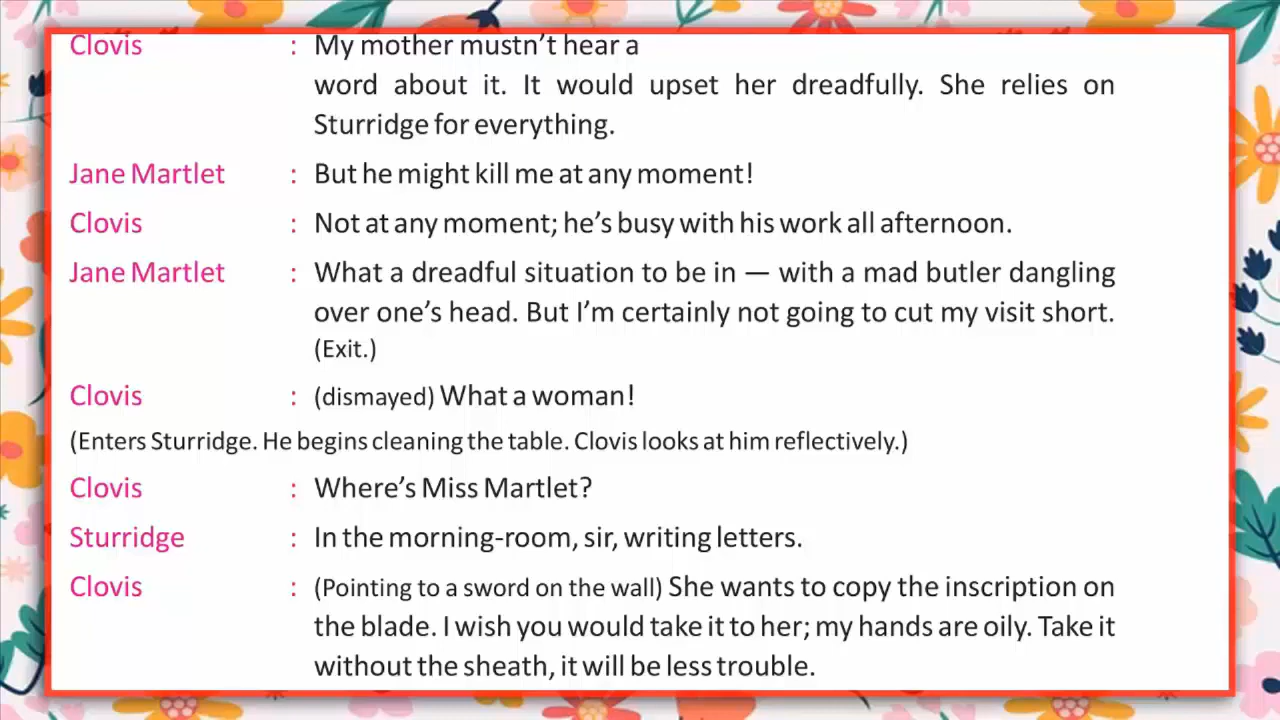 Clovis : My mother mustn't hear a
word about it. It would upset her dreadfully. She relies on
Sturridge for everything.
Jane Martlet : But he might kill me at any moment!
Clovis : Not at any moment; he's busy with his work all afternoon.
Jane Martlet : What a dreadful situation to be in — with a mad butler dangling
over one's head. But I'm certainly not going to cut my visit short.
(Exit.)
Clovis : (dismayed) What a woman!
(Enters Sturridge. He begins cleaning the table. Clovis looks at him reflectively.)
Clovis : Where's Miss Martlet?
Sturridge : In the morning-room, sir, writing letters.
Clovis : (Pointing to a sword on the wall) She wants to copy the inscription on
the blade. I wish you would take it to her; my hands are oily. Take it
without the sheath, it will be less trouble.